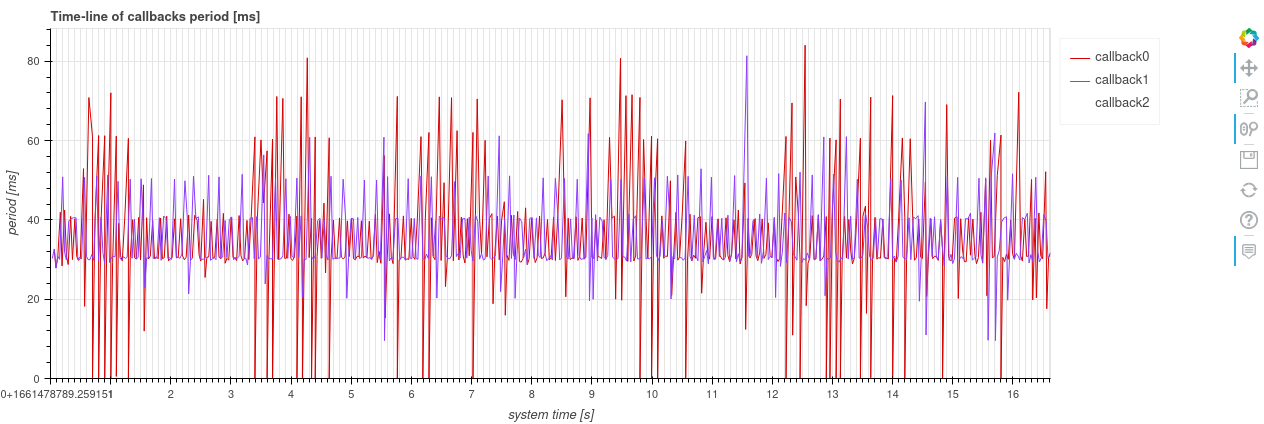 Time-line of callbacks period [ms]
80
60
40
20
0
period [ms]
callback0
callback1
callback2
0+1661478789.259151
1 2 3 4 5 6 7 8 9 10 11 12 13 14 15 16
system time [s]
?